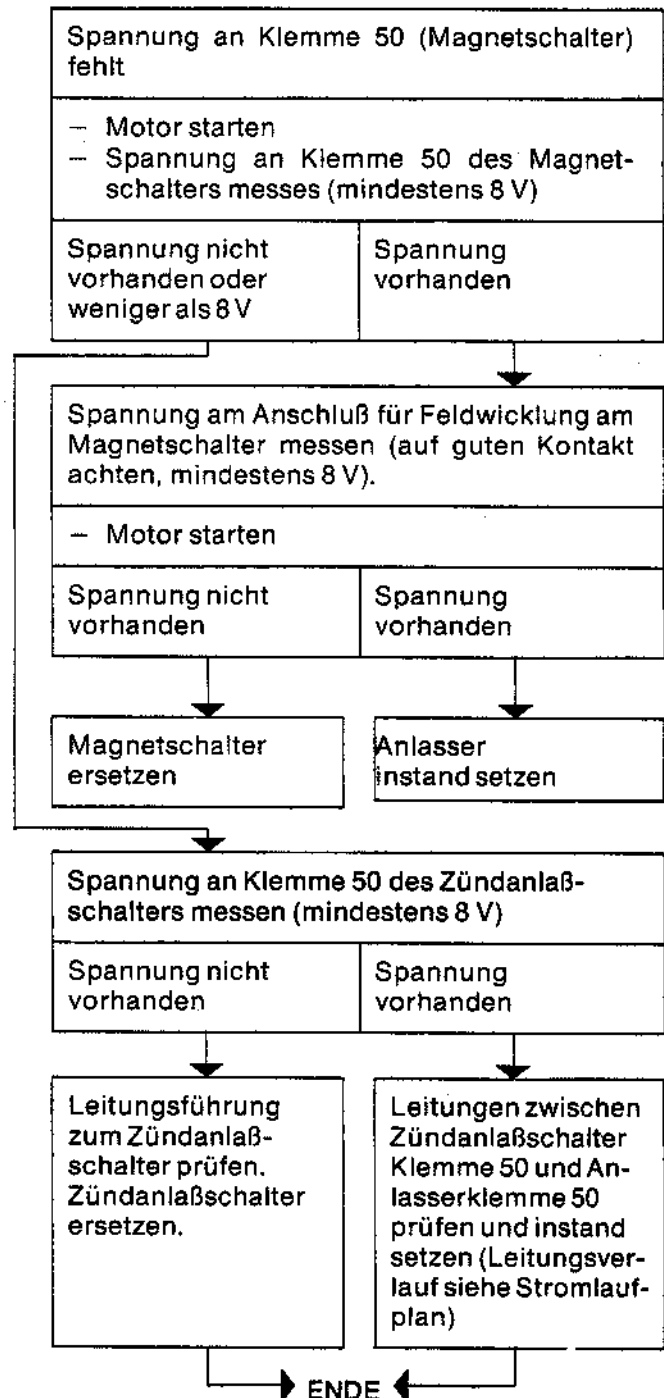 Spannung an Klemme 50 (Magnetschalter)
fehlt
– Motor starten
– Spannung an Klemme 50 des Magnet-
schalters messes (mindestens 8 V)
Spannung nicht
vorhanden oder
weniger als 8 V
Spannung
vorhanden
Spannung am Anschluß für Feldwicklung am
Magnetschalter messen (auf guten Kontakt
achten, mindestens 8 V).
– Motor starten
Spannung nicht
vorhanden
Spannung
vorhanden
Magnetschalter
ersetzen
Anlasser
instand setzen
Spannung an Klemme 50 des Zündanlaß-
schalters messen (mindestens 8 V)
Spannung nicht
vorhanden
Spannung
vorhanden
Leitungsführung
zum Zündanlaß-
schalter prüfen.
Zündanlaßschalter
ersetzen.
Leitungen zwischen
Zündanlaßschalter
Klemme 50 und An-
lasserklemme 50
prüfen und instand
setzen (Leitungsver-
lauf siehe Stromlauf-
plan)
ENDE